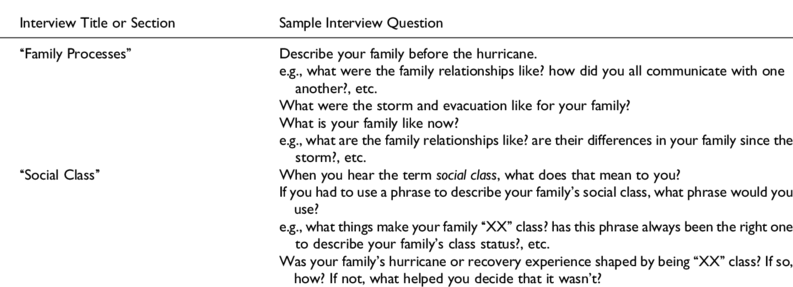 Interview Title or Section Sample Interview Question
“Family Processes” Describe your family before the hurricane.
e.g., what were the family relationships like? how did you all communicate with one
another?, etc.
What were the storm and evacuation like for your family?
What is your family like now?
e.g., what are the family relationships like? are their differences in your family since the
storm?, etc.
“Social Class” When you hear the term social class, what does that mean to you?
If you had to use a phrase to describe your family’s social class, what phrase would you
use?
e.g., what things make your family “XX” class? has this phrase always been the right one
to describe your family’s class status?, etc.
Was your family’s hurricane or recovery experience shaped by being “XX” class? If so,
how? If not, what helped you decide that it wasn’t?